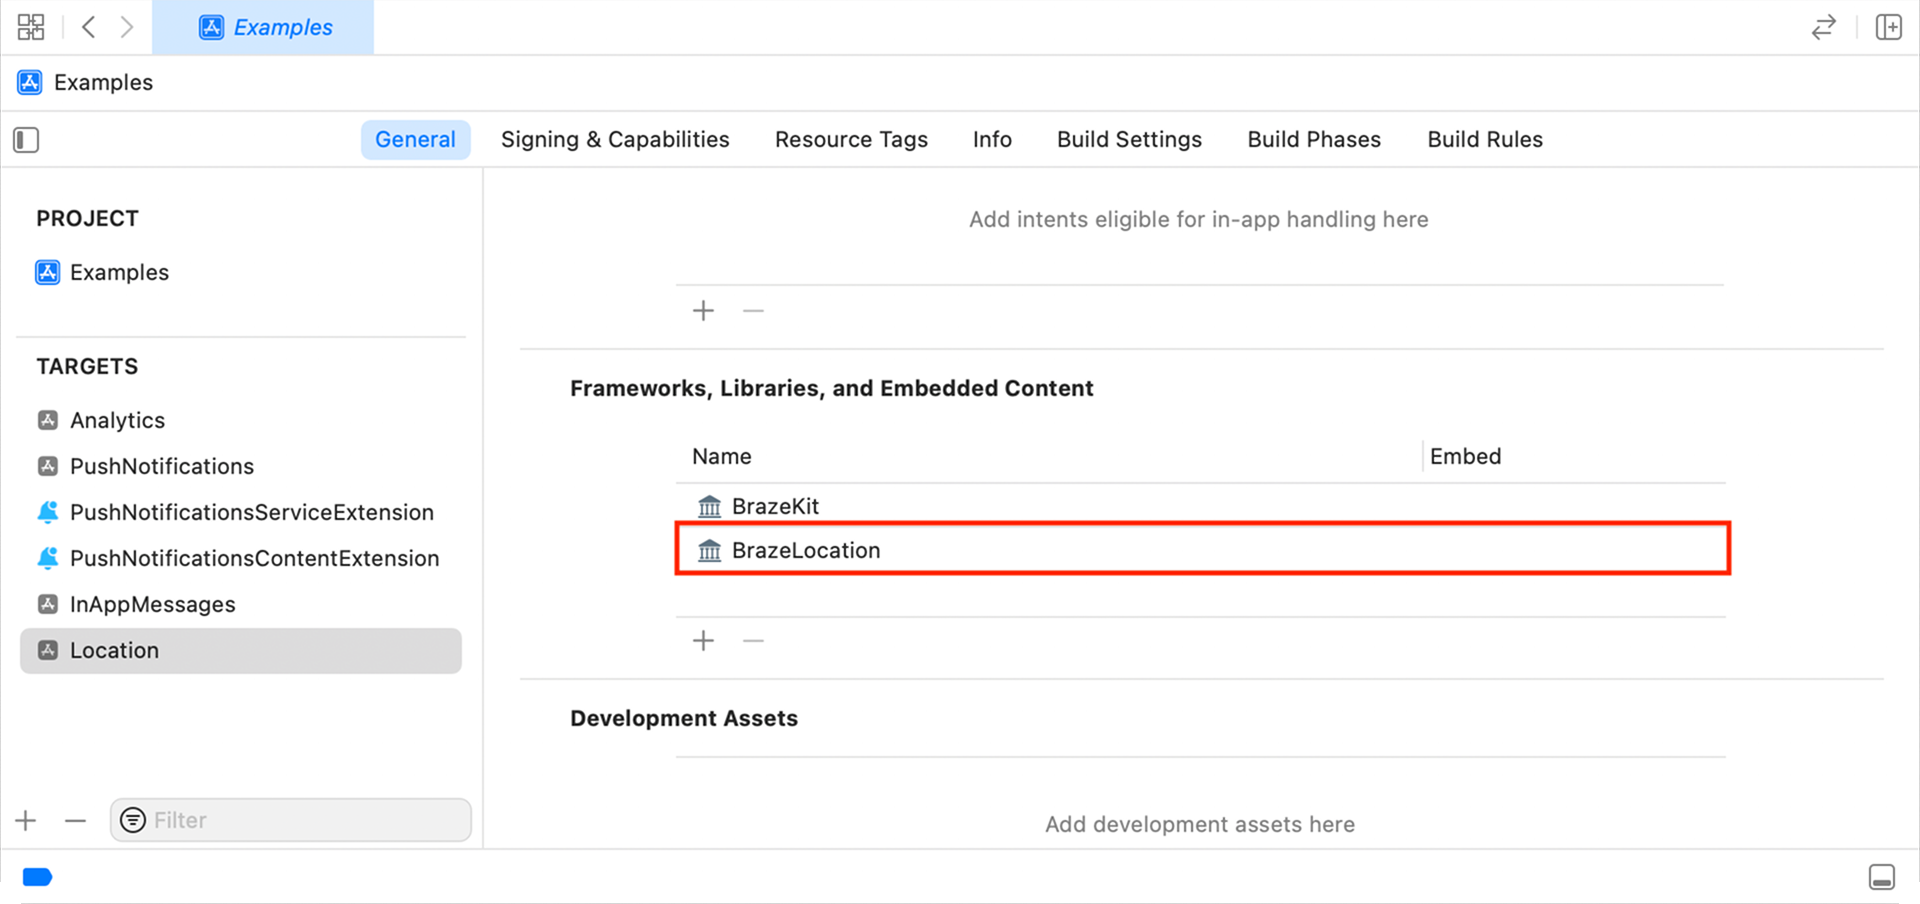 Examples
Examples
General Signing & Capabilities Resource Tags Info Build Settings Build Phases Build Rules
PROJECT
Examples
TARGETS
Analytics
PushNotifications
PushNotificationsServiceExtension
PushNotificationsContentExtension
InAppMessages
Location
Filter
Add intents eligible for in-app handling here
Frameworks, Libraries, and Embedded Content
Name Embed
BrazeKit
BrazeLocation
Development Assets
Add development assets here